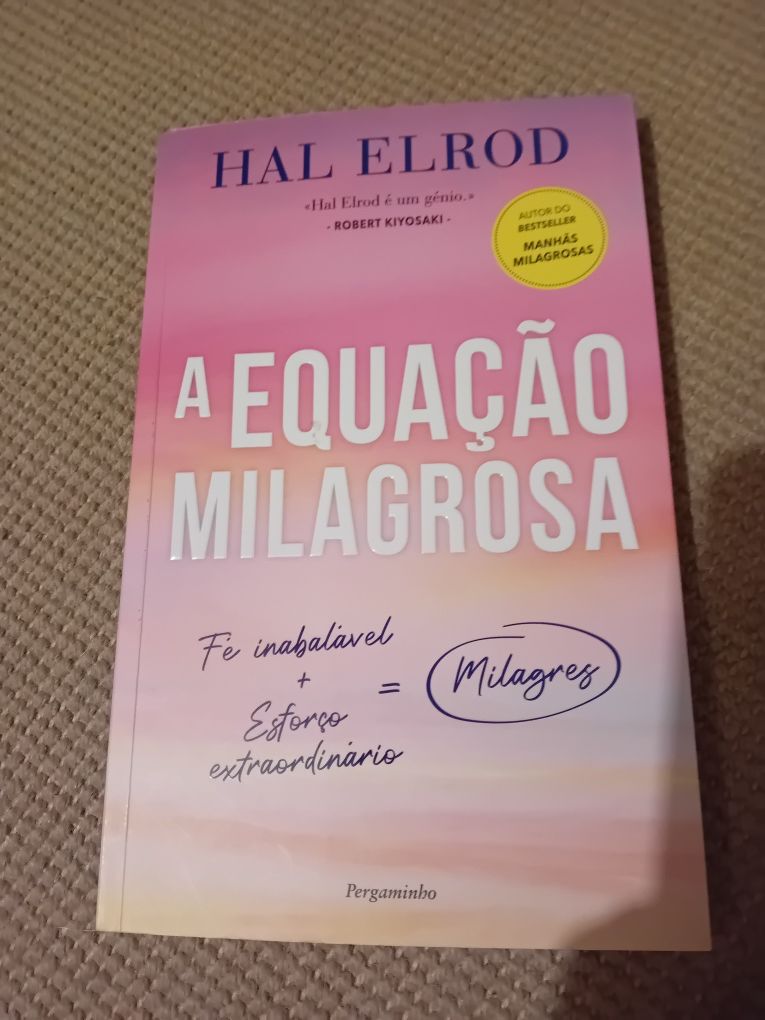 HAL ELROD
«Hal Elrod é um génio.»
- ROBERT KIYOSAKI -
AUTOR DO
BESTSELLER
MANHÃS
MILAGROSAS
A EQUAÇÃO
MILAGROSA
Fé inabalável
+
Esforço
extraordinário
=
Milagres
Pergaminho